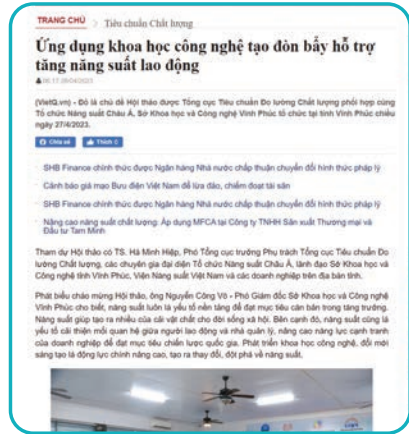 TRANG CHỦ > Tiêu chuẩn Chất lượng
Ứng dụng khoa học công nghệ tạo đòn bẩy hỗ trợ
tăng năng suất lao động
(VietQ.vn) - Đó là chủ đề Hội thảo được Tổng cục Tiêu chuẩn Đo lường Chất lượng phối hợp cùng
Tổ chức Năng suất Châu Á, Sở Khoa học và Công nghệ Vĩnh Phúc tổ chức tại tỉnh Vĩnh Phúc chiều
ngày 27/4/2023.
Chia sẻ Thích 0
SHB Finance chính thức được Ngân hàng Nhà nước chấp thuận chuyển đổi hình thức pháp lý
Cảnh báo giả mạo Bưu điện Việt Nam để lừa đảo, chiếm đoạt tài sản
SHB Finance chính thức được Ngân hàng Nhà nước chấp thuận chuyển đổi hình thức pháp lý
Nâng cao năng suất chất lượng: Áp dụng MFCA tại Công ty TNHH Sản xuất Thương mại và
Đầu tư Tam Minh
Tham dự Hội thảo có TS. Hà Minh Hiệp, Phó Tổng cục trưởng Phụ trách Tổng cục Tiêu chuẩn Đo
lường Chất lượng, các chuyên gia đại diện Tổ chức Năng suất Châu Á, lãnh đạo Sở Khoa học và
Công nghệ tỉnh Vĩnh Phúc, Viện Năng suất Việt Nam và các doanh nghiệp trên địa bàn tỉnh.
Phát biểu chào mừng Hội thảo, ông Nguyễn Công Võ - Phó Giám đốc Sở Khoa học và Công nghệ
Vĩnh Phúc cho biết, năng suất luôn là yếu tố nền tảng để đạt mục tiêu căn bản trong tăng trưởng.
Năng suất giúp tạo ra nhiều của cải vật chất cho đời sống xã hội. Bên cạnh đó, năng suất cũng là
yếu tố cải thiện mối quan hệ giữa người lao động và nhà quản lý, nâng cao năng lực cạnh tranh
của doanh nghiệp để đạt mục tiêu chiến lược quốc gia. Phát triển khoa học công nghệ, đổi mới
sáng tạo là động lực chính nâng cao, tạo ra thay đổi, đột phá về năng suất.